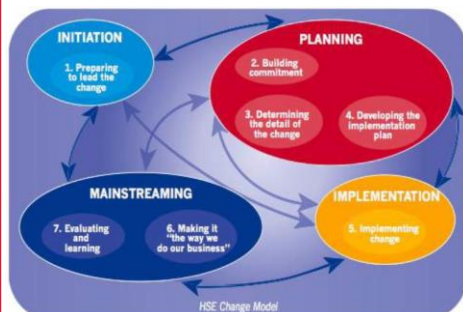 INITIATION
1. Preparing
to lead the
change
PLANNING
2. Building
commitment
3. Determining
the detail of
the change
4. Developing the
implementation
plan
MAINSTREAMING
7. Evaluating
and
learning
6. Making it
"the way we
do our business"
IMPLEMENTATION
5. Implementing
change
HSE Change Model